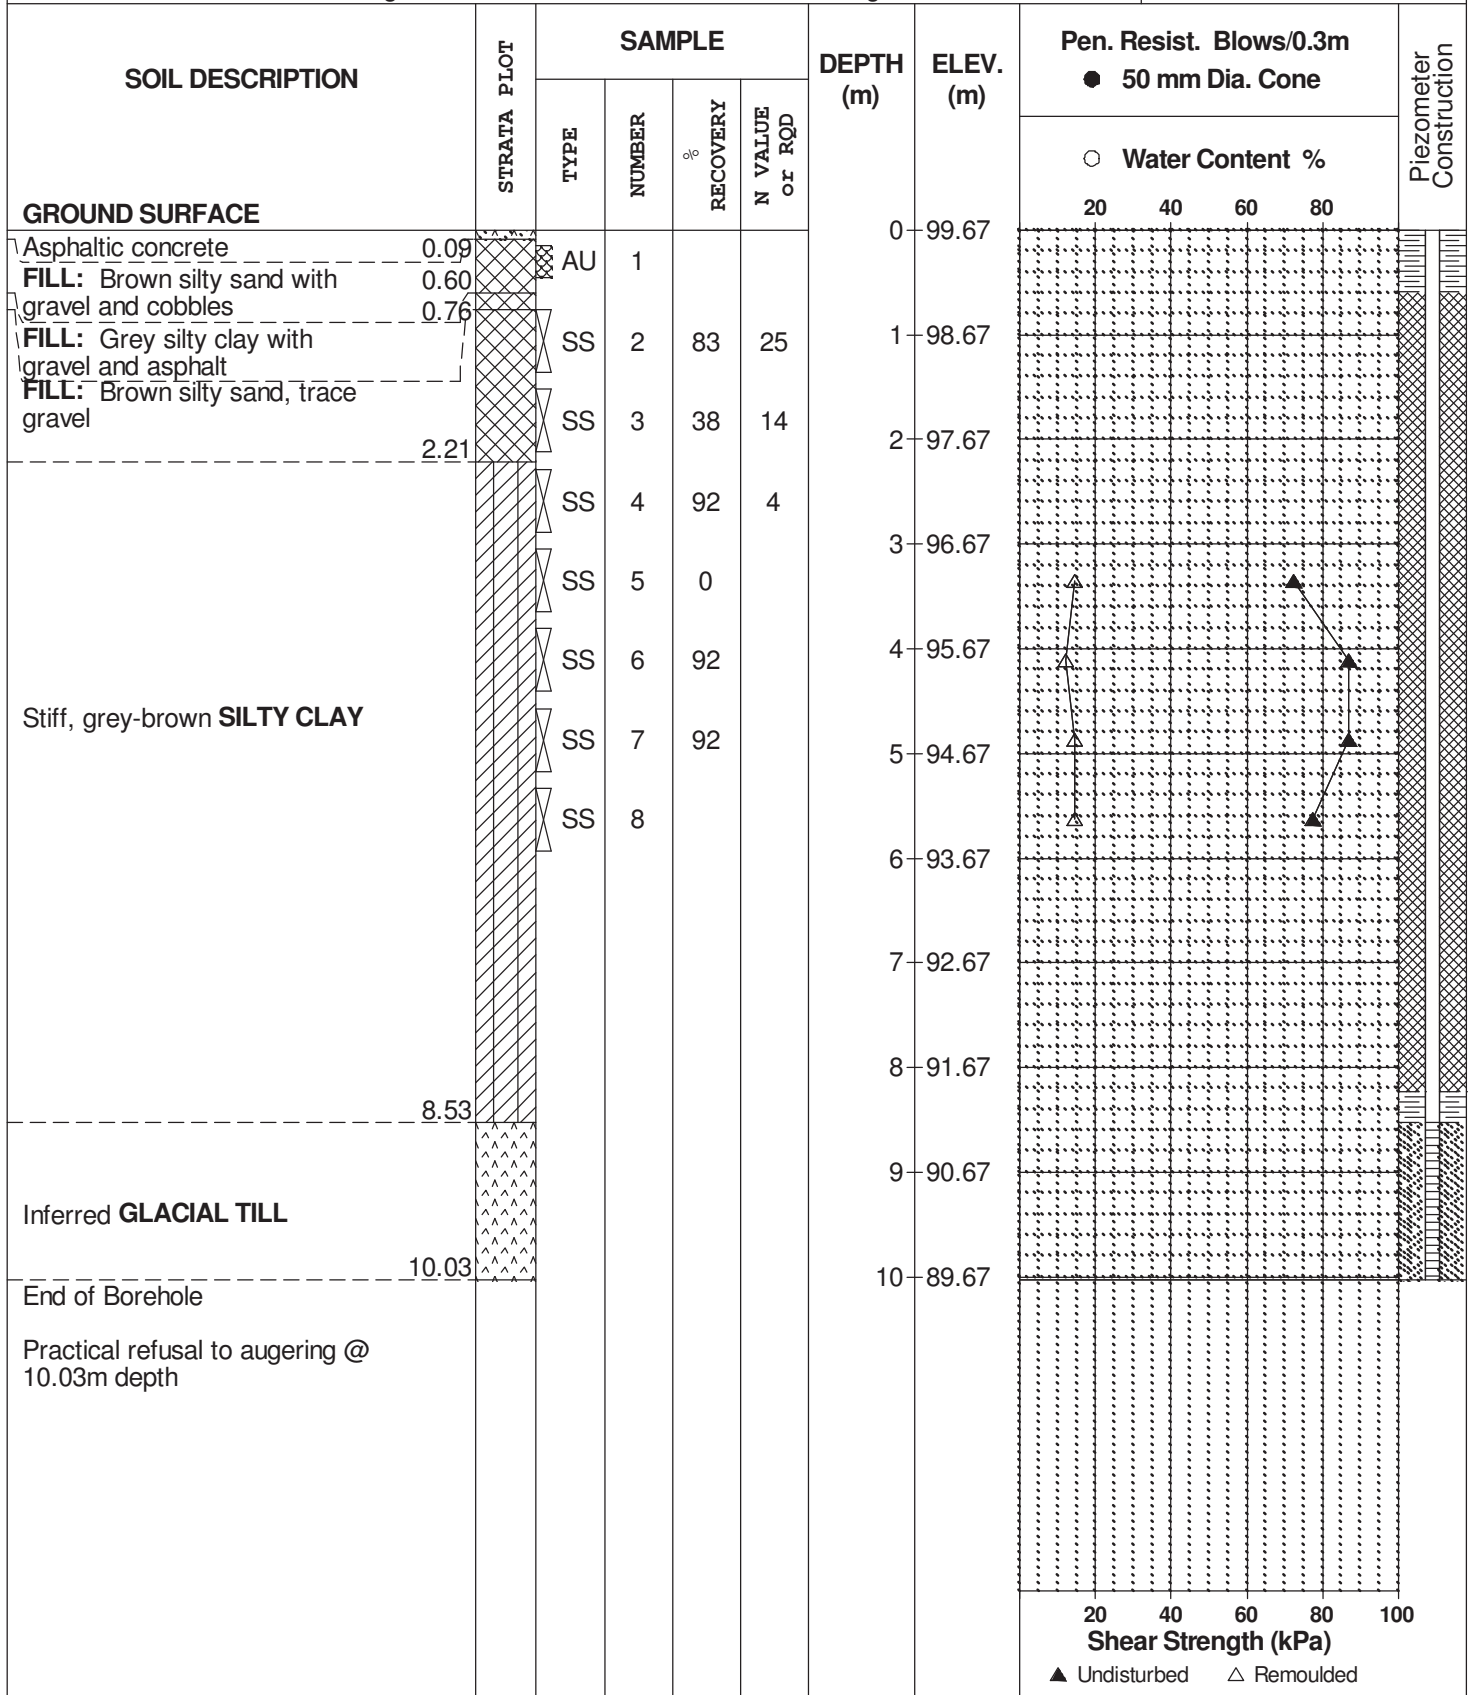 SOIL DESCRIPTION
STRATA PLOT
SAMPLE
TYPE
NUMBER
%
RECOVERY
N VALUE
or RQD
DEPTH
(m)
ELEV.
(m)
Pen. Resist. Blows/0.3m
● 50 mm Dia. Cone
○ Water Content %
20 40 60 80
Piezometer
Construction
GROUND SURFACE
0 99.67
Asphaltic concrete 0.09
AU 1
FILL: Brown silty sand with 0.60
gravel and cobbles 0.76
FILL: Grey silty clay with
gravel and asphalt
SS 2 83 25
1 98.67
FILL: Brown silty sand, trace
gravel
SS 3 38 14
2 97.67
2.21
SS 4 92 4
3 96.67
SS 5 0
4 95.67
SS 6 92
Stiff, grey-brown SILTY CLAY
SS 7 92
5 94.67
SS 8
6 93.67
7 92.67
8 91.67
8.53
9 90.67
Inferred GLACIAL TILL
10.03
10 89.67
End of Borehole
Practical refusal to augering @
10.03m depth
20 40 60 80 100
Shear Strength (kPa)
▲ Undisturbed △ Remoulded